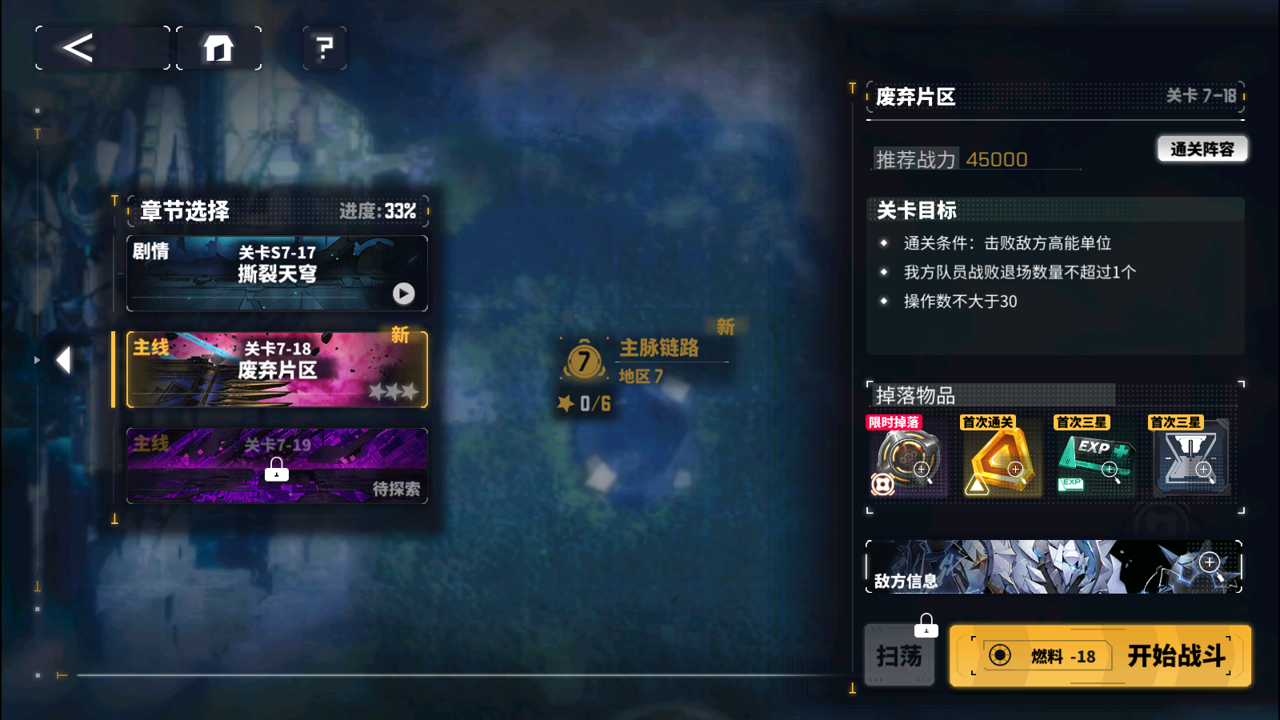 ?
章节选择
进度:33%
剧情
关卡S7-17
撕裂天穹
新
主线
关卡7-18
废弃片区
主线
关卡7-19
待探索
新
7
主脉链路
地区 7
0/6
废弃片区
关卡 7-18
推荐战力 45000
通关阵容
关卡目标
通关条件：击败敌方高能单位
我方队员战败退场数量不超过1个
操作数不大于30
掉落物品
限时掉落
首次通关
首次三星
首次三星
EXP
EXP
敌方信息
扫荡
燃料 -18
开始战斗